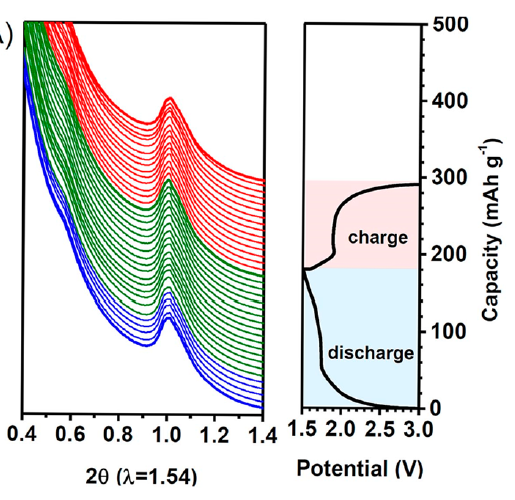 A)
500
400
300
200
100
0
Capacity (mAh g-1)
charge
discharge
0.4 0.6 0.8 1.0 1.2 1.4
1.5 2.0 2.5 3.0
2θ (λ=1.54)
Potential (V)